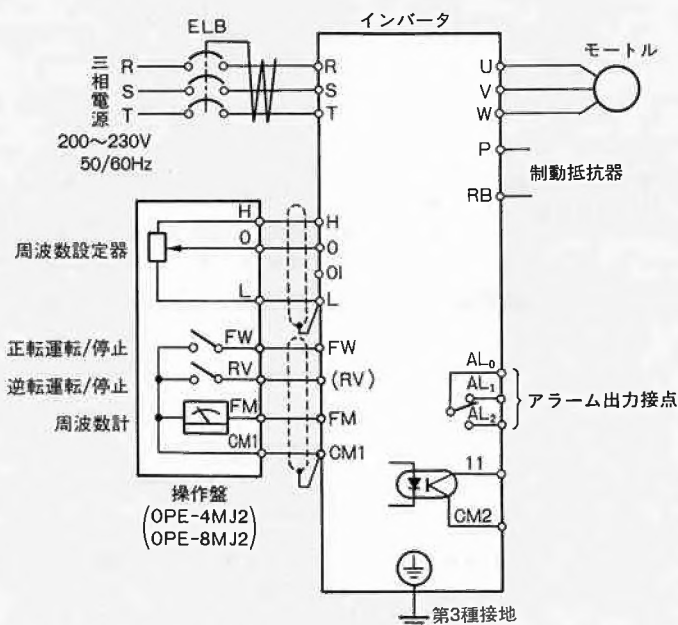 ELB
インバータ
モートル
三相電源
R
S
T
200～230V
50/60Hz
R
S
T
U
V
W
P
制動抵抗器
RB
周波数設定器
H
O
L
H
O
OI
L
正転運転/停止
FW
FW
逆転運転/停止
RV
(RV)
周波数計
FM
FM
CM1
CM1
操作盤
(OPE-4MJ2)
(OPE-8MJ2)
AL0
AL1
AL2
アラーム出力接点
11
CM2
第3種接地